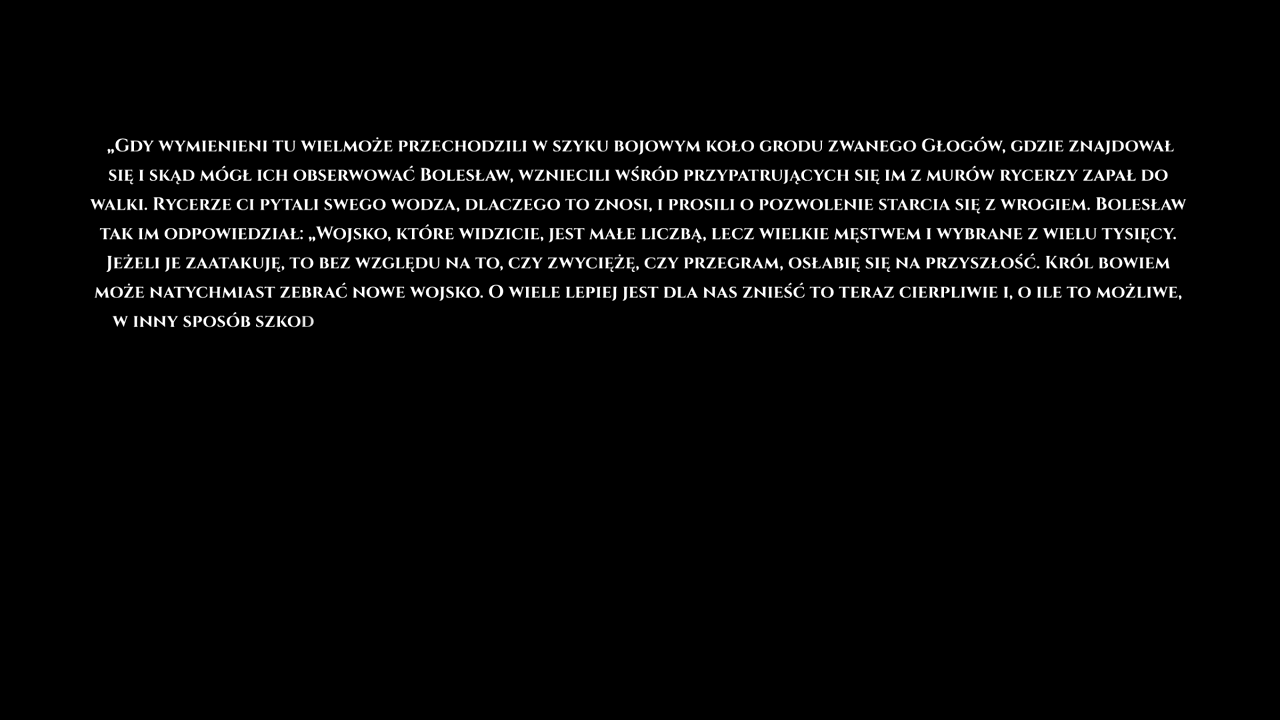 „Gdy wymienieni tu wielmoże przechodzili w szyku bojowym koło grodu zwanego Głogów, gdzie znajdował
się i skąd mógł ich obserwować Bolesław, wzniecili wśród przypatrujących się im z murów rycerzy zapał do
walki. Rycerze ci pytali swego wodza, dlaczego to znosi, i prosili o pozwolenie starcia się z wrogiem. Bolesław
tak im odpowiedział: „Wojsko, które widzicie, jest małe liczbą, lecz wielkie męstwem i wybrane z wielu tysięcy.
Jeżeli je zaatakuję, to bez względu na to, czy zwyciężę, czy przegram, osłabię się na przyszłość. Król bowiem
może natychmiast zebrać nowe wojsko. O wiele lepiej jest dla nas znieść to teraz cierpliwie i, o ile to możliwe,
w inny sposób szkod